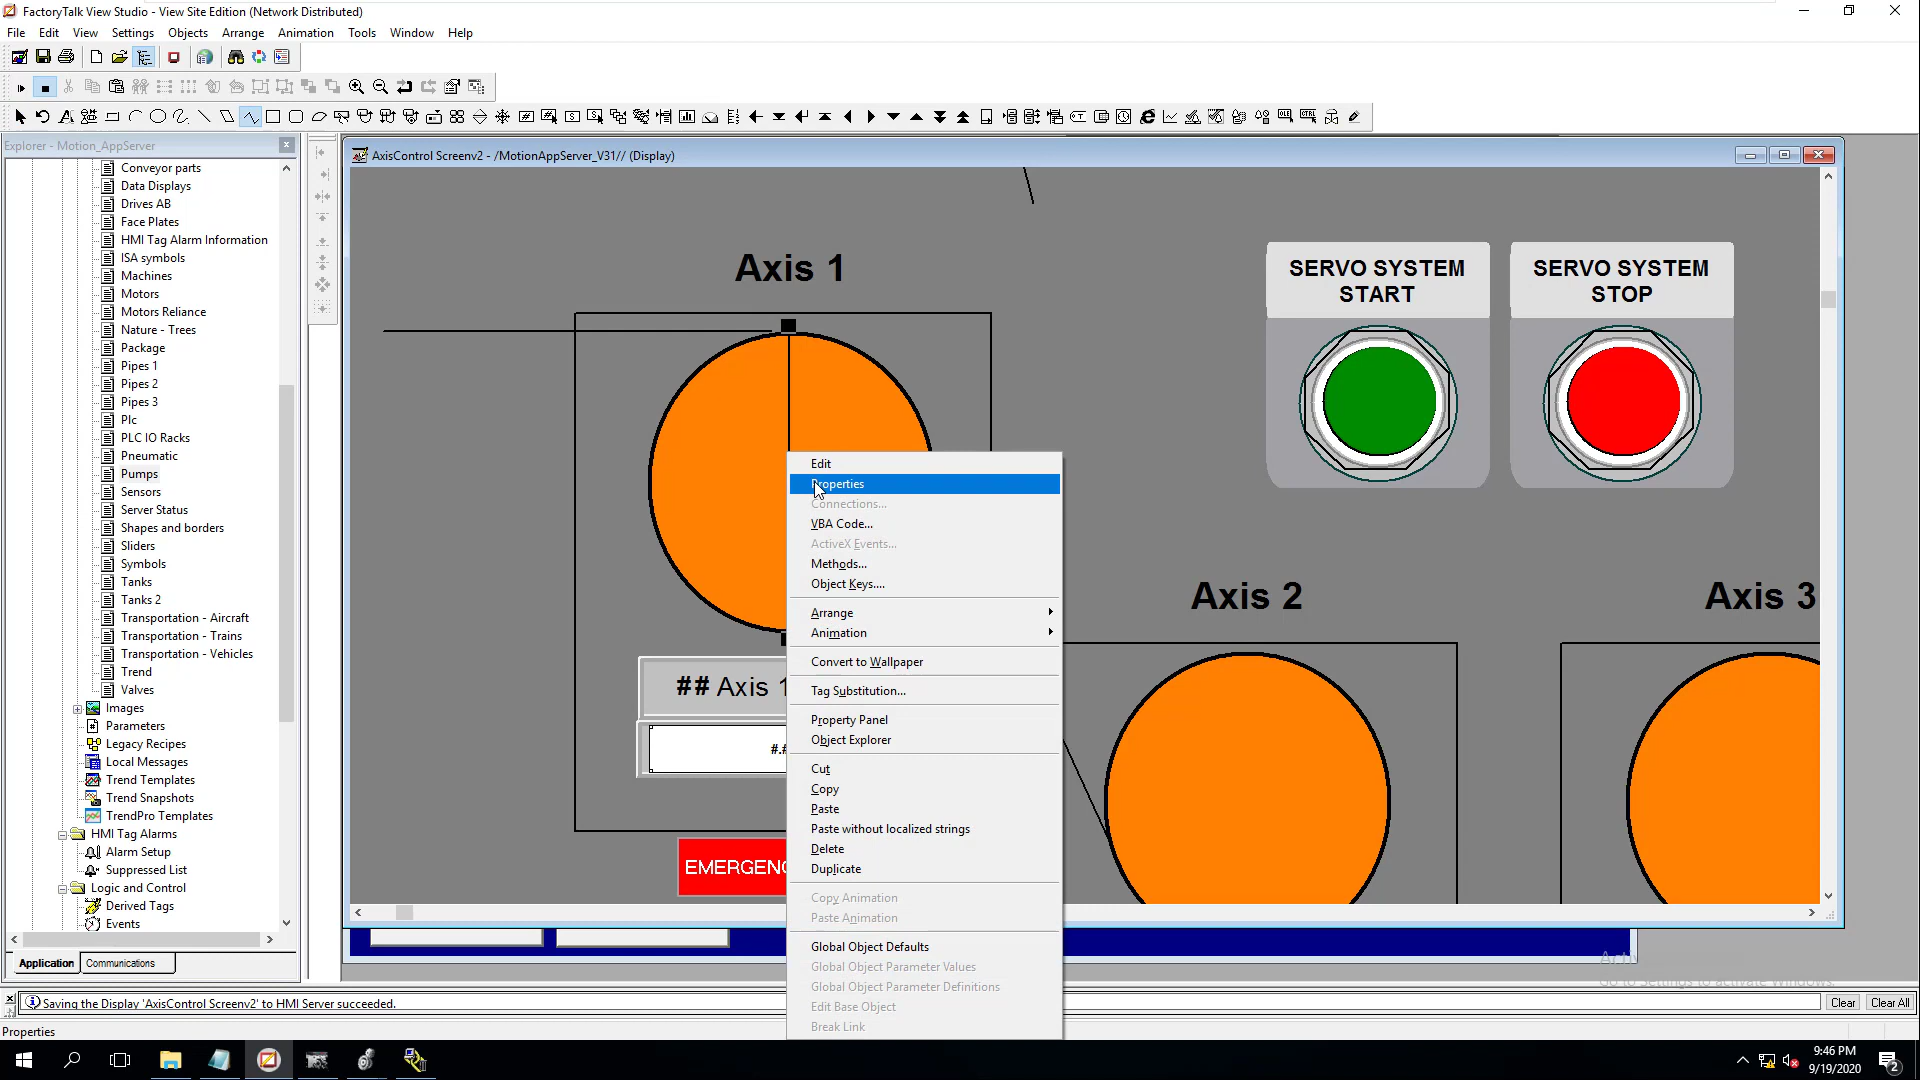 FactoryTalk View Studio - View Site Edition (Network Distributed)
File Edit View Settings Objects Arrange Animation Tools Window Help
Explorer - Motion_AppServer
Conveyor parts
Data Displays
Drives AB
Face Plates
HMI Tag Alarm Information
ISA symbols
Machines
Motors
Motors Reliance
Nature - Trees
Package
Pipes 1
Pipes 2
Pipes 3
Plc
PLC IO Racks
Pneumatic
Pumps
Sensors
Server Status
Shapes and borders
Sliders
Symbols
Tanks
Tanks 2
Transportation - Aircraft
Transportation - Trains
Transportation - Vehicles
Trend
Valves
Images
Parameters
Legacy Recipes
Local Messages
Trend Templates
Trend Snapshots
TrendPro Templates
HMI Tag Alarms
Alarm Setup
Suppressed List
Logic and Control
Derived Tags
Events
Application Communications
AxisControl Screenv2 - /MotionAppServer_V31// (Display)
Axis 1
SERVO SYSTEM
START
SERVO SYSTEM
STOP
Axis 2
Axis 3
## Axis 1
#.#
EMERGENC
Edit
Properties
Connections...
VBA Code...
ActiveX Events...
Methods...
Object Keys....
Arrange
Animation
Convert to Wallpaper
Tag Substitution...
Property Panel
Object Explorer
Cut
Copy
Paste
Paste without localized strings
Delete
Duplicate
Copy Animation
Paste Animation
Global Object Defaults
Global Object Parameter Values
Global Object Parameter Definitions
Edit Base Object
Break Link
Go to Settings to activate Windows.
Saving the Display 'AxisControl Screenv2' to HMI Server succeeded.
Clear Clear All
Properties
9:46 PM
9/19/2020
2